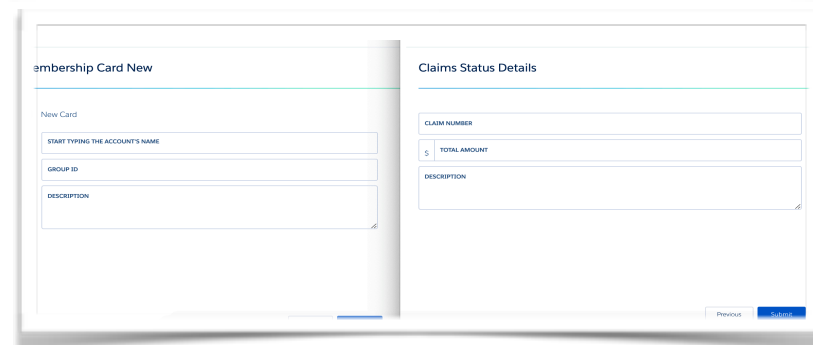 embership Card New
New Card
START TYPING THE ACCOUNT'S NAME
GROUP ID
DESCRIPTION
Claims Status Details
CLAIM NUMBER
$ TOTAL AMOUNT
DESCRIPTION
Previous
Submit